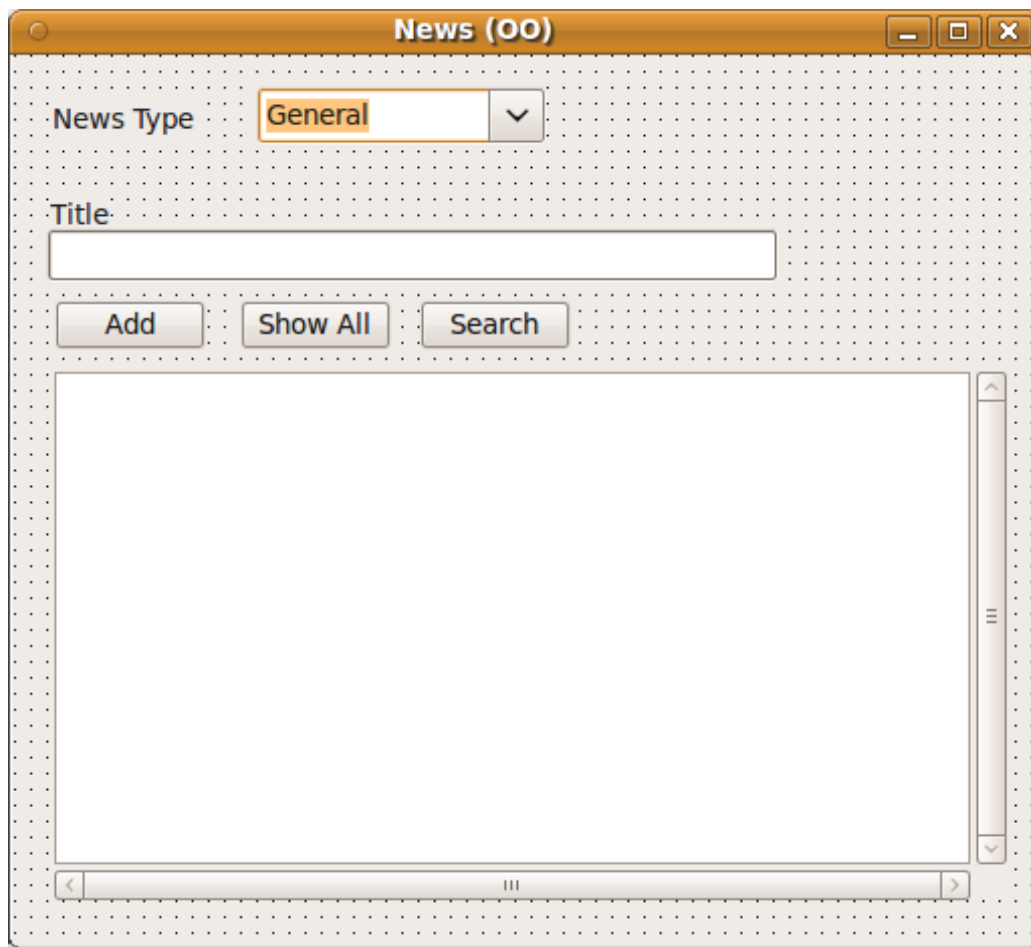 News (OO)
News Type
General
Title
Add
Show All
Search